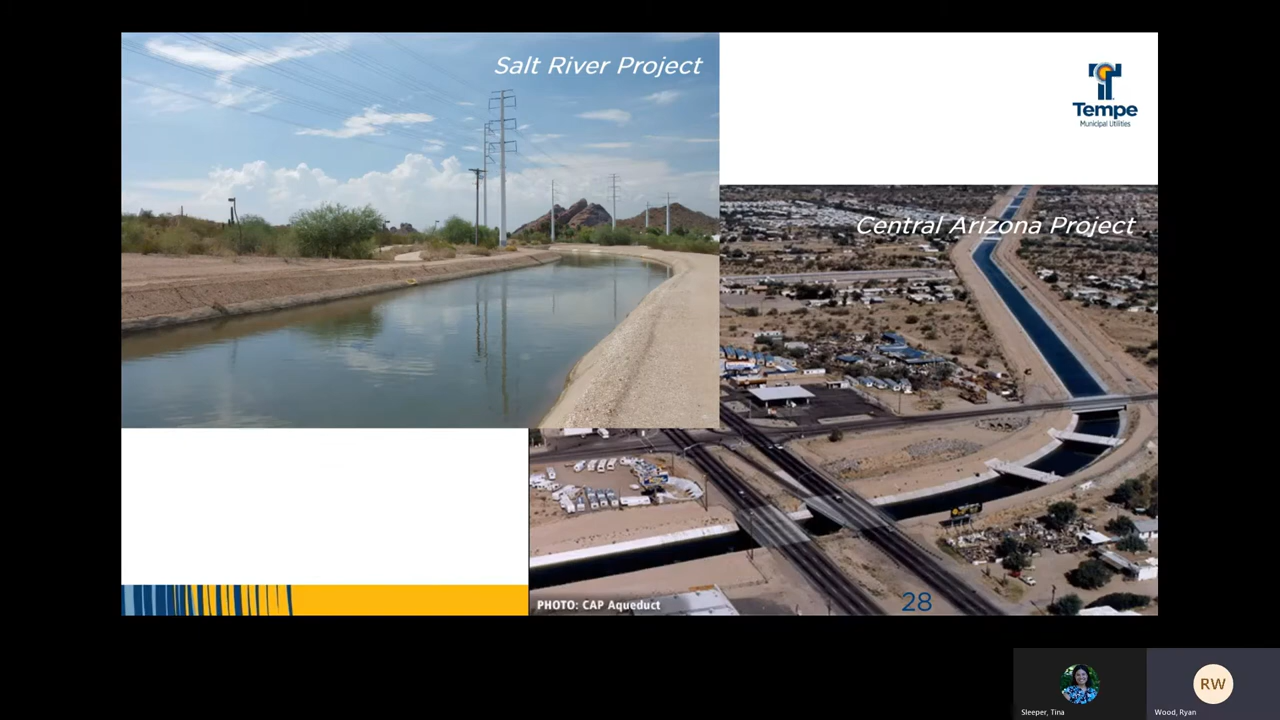 Salt River Project
Tempe
Municipal Utilities
Central Arizona Project
PHOTO: CAP Aqueduct
28
Sleeper, Tina
RW
Wood, Ryan